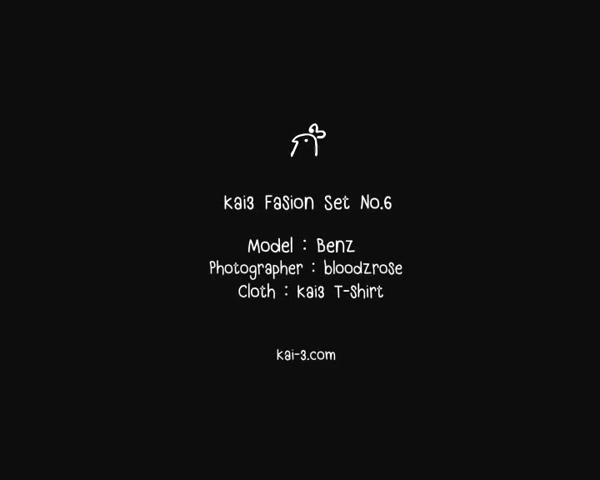 kai3 Fasion Set No.6
Model : Benz
Photographer : bloodzrose
Cloth : kai3 T-Shirt
kai-3.com